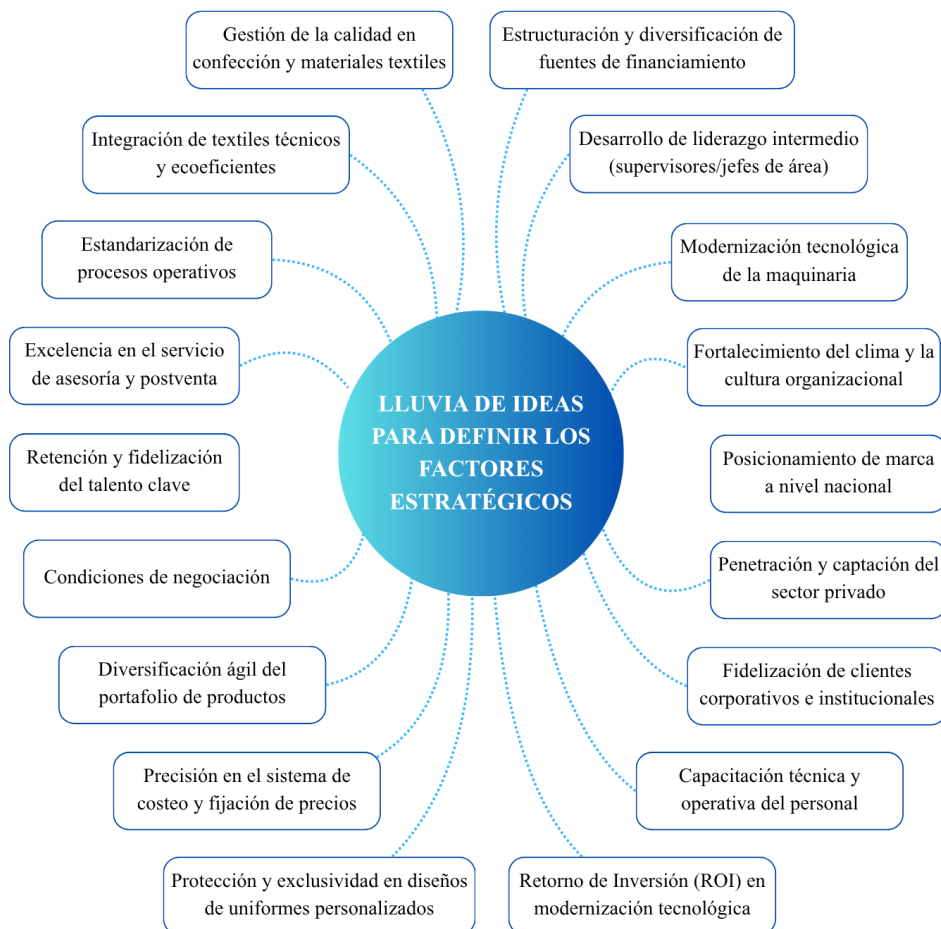 Gestión de la calidad en
confección y materiales textiles
Estructuración y diversificación de
fuentes de financiamiento
Integración de textiles técnicos
y ecoeficientes
Desarrollo de liderazgo intermedio
(supervisores/jefes de área)
Estandarización de
procesos operativos
Modernización tecnológica
de la maquinaria
Excelencia en el servicio
de asesoría y postventa
Fortalecimiento del clima y la
cultura organizacional
LLUVIA DE IDEAS
PARA DEFINIR LOS
FACTORES
ESTRATÉGICOS
Retención y fidelización
del talento clave
Posicionamiento de marca
a nivel nacional
Condiciones de negociación
Penetración y captación del
sector privado
Diversificación ágil del
portafolio de productos
Fidelización de clientes
corporativos e institucionales
Precisión en el sistema de
costeo y fijación de precios
Capacitación técnica y
operativa del personal
Protección y exclusividad en diseños
de uniformes personalizados
Retorno de Inversión (ROI) en
modernización tecnológica